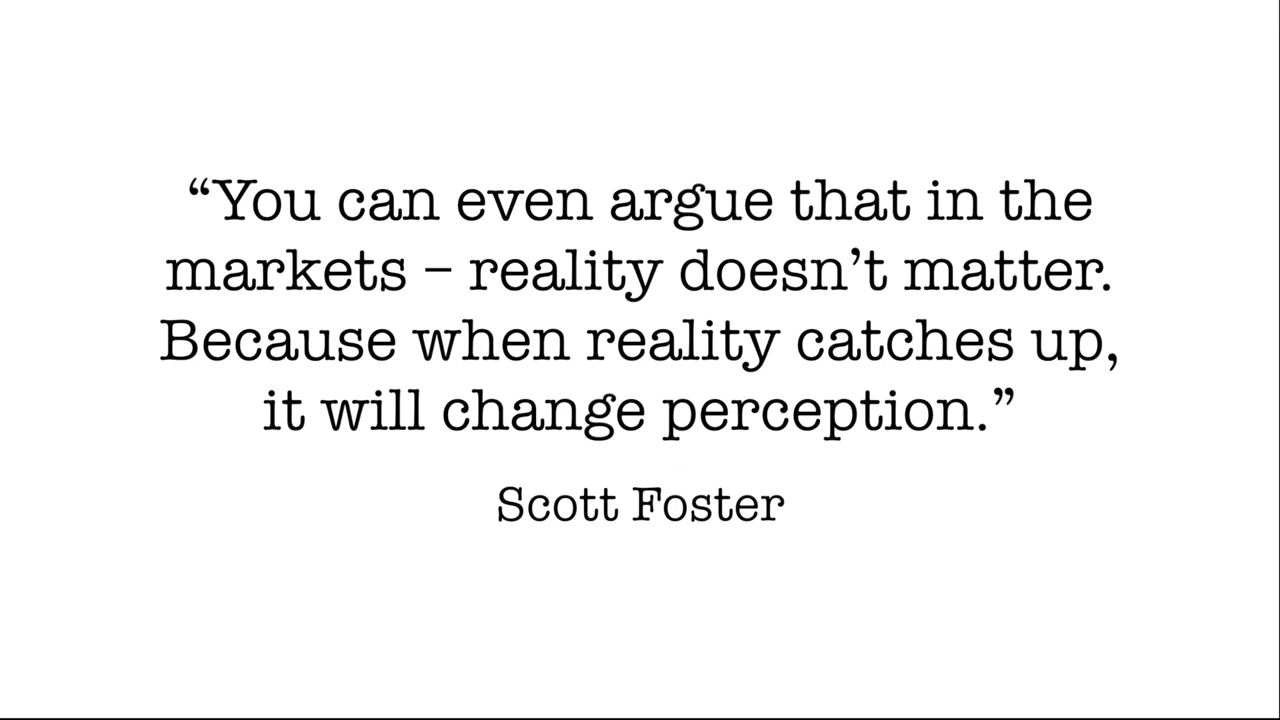 “You can even argue that in the
markets – reality doesn’t matter.
Because when reality catches up,
it will change perception.”
Scott Foster